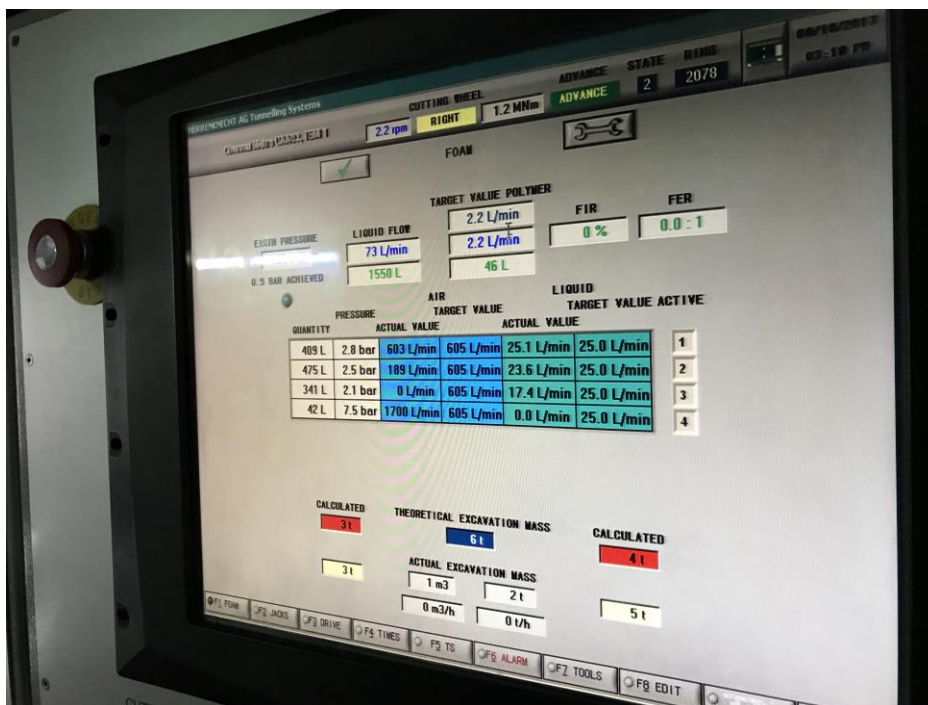 HERRENKNECHT AG Tunnelling Systems
CUTTING WHEEL
ADVANCE STATE RING
03:10 PM
2.2 rpm RIGHT 1.2 MNm ADVANCE 2 2078
FOAM
TARGET VALUE POLYMER
EARTH PRESSURE LIQUID FLOW 2.2 L/min FIR FER
73 L/min 2.2 L/min 0 % 0.0 : 1
0.5 BAR ACHIEVED 1550 L 46 L
AIR LIQUID
QUANTITY PRESSURE ACTUAL VALUE TARGET VALUE ACTUAL VALUE TARGET VALUE ACTIVE
409 L 2.8 bar 603 L/min 605 L/min 25.1 L/min 25.0 L/min 1
475 L 2.5 bar 189 L/min 605 L/min 23.6 L/min 25.0 L/min 2
341 L 2.1 bar 0 L/min 605 L/min 17.4 L/min 25.0 L/min 3
42 L 7.5 bar 1700 L/min 605 L/min 0.0 L/min 25.0 L/min 4
CALCULATED THEORETICAL EXCAVATION MASS CALCULATED
3 t 6 t 4 t
ACTUAL EXCAVATION MASS
3 t 1 m3 2 t 5 t
0 m3/h 0 t/h
F1 FOAM F2 JACKS F3 DRIVE F4 TIMES F5 TS F6 ALARM F7 TOOLS F8 EDIT